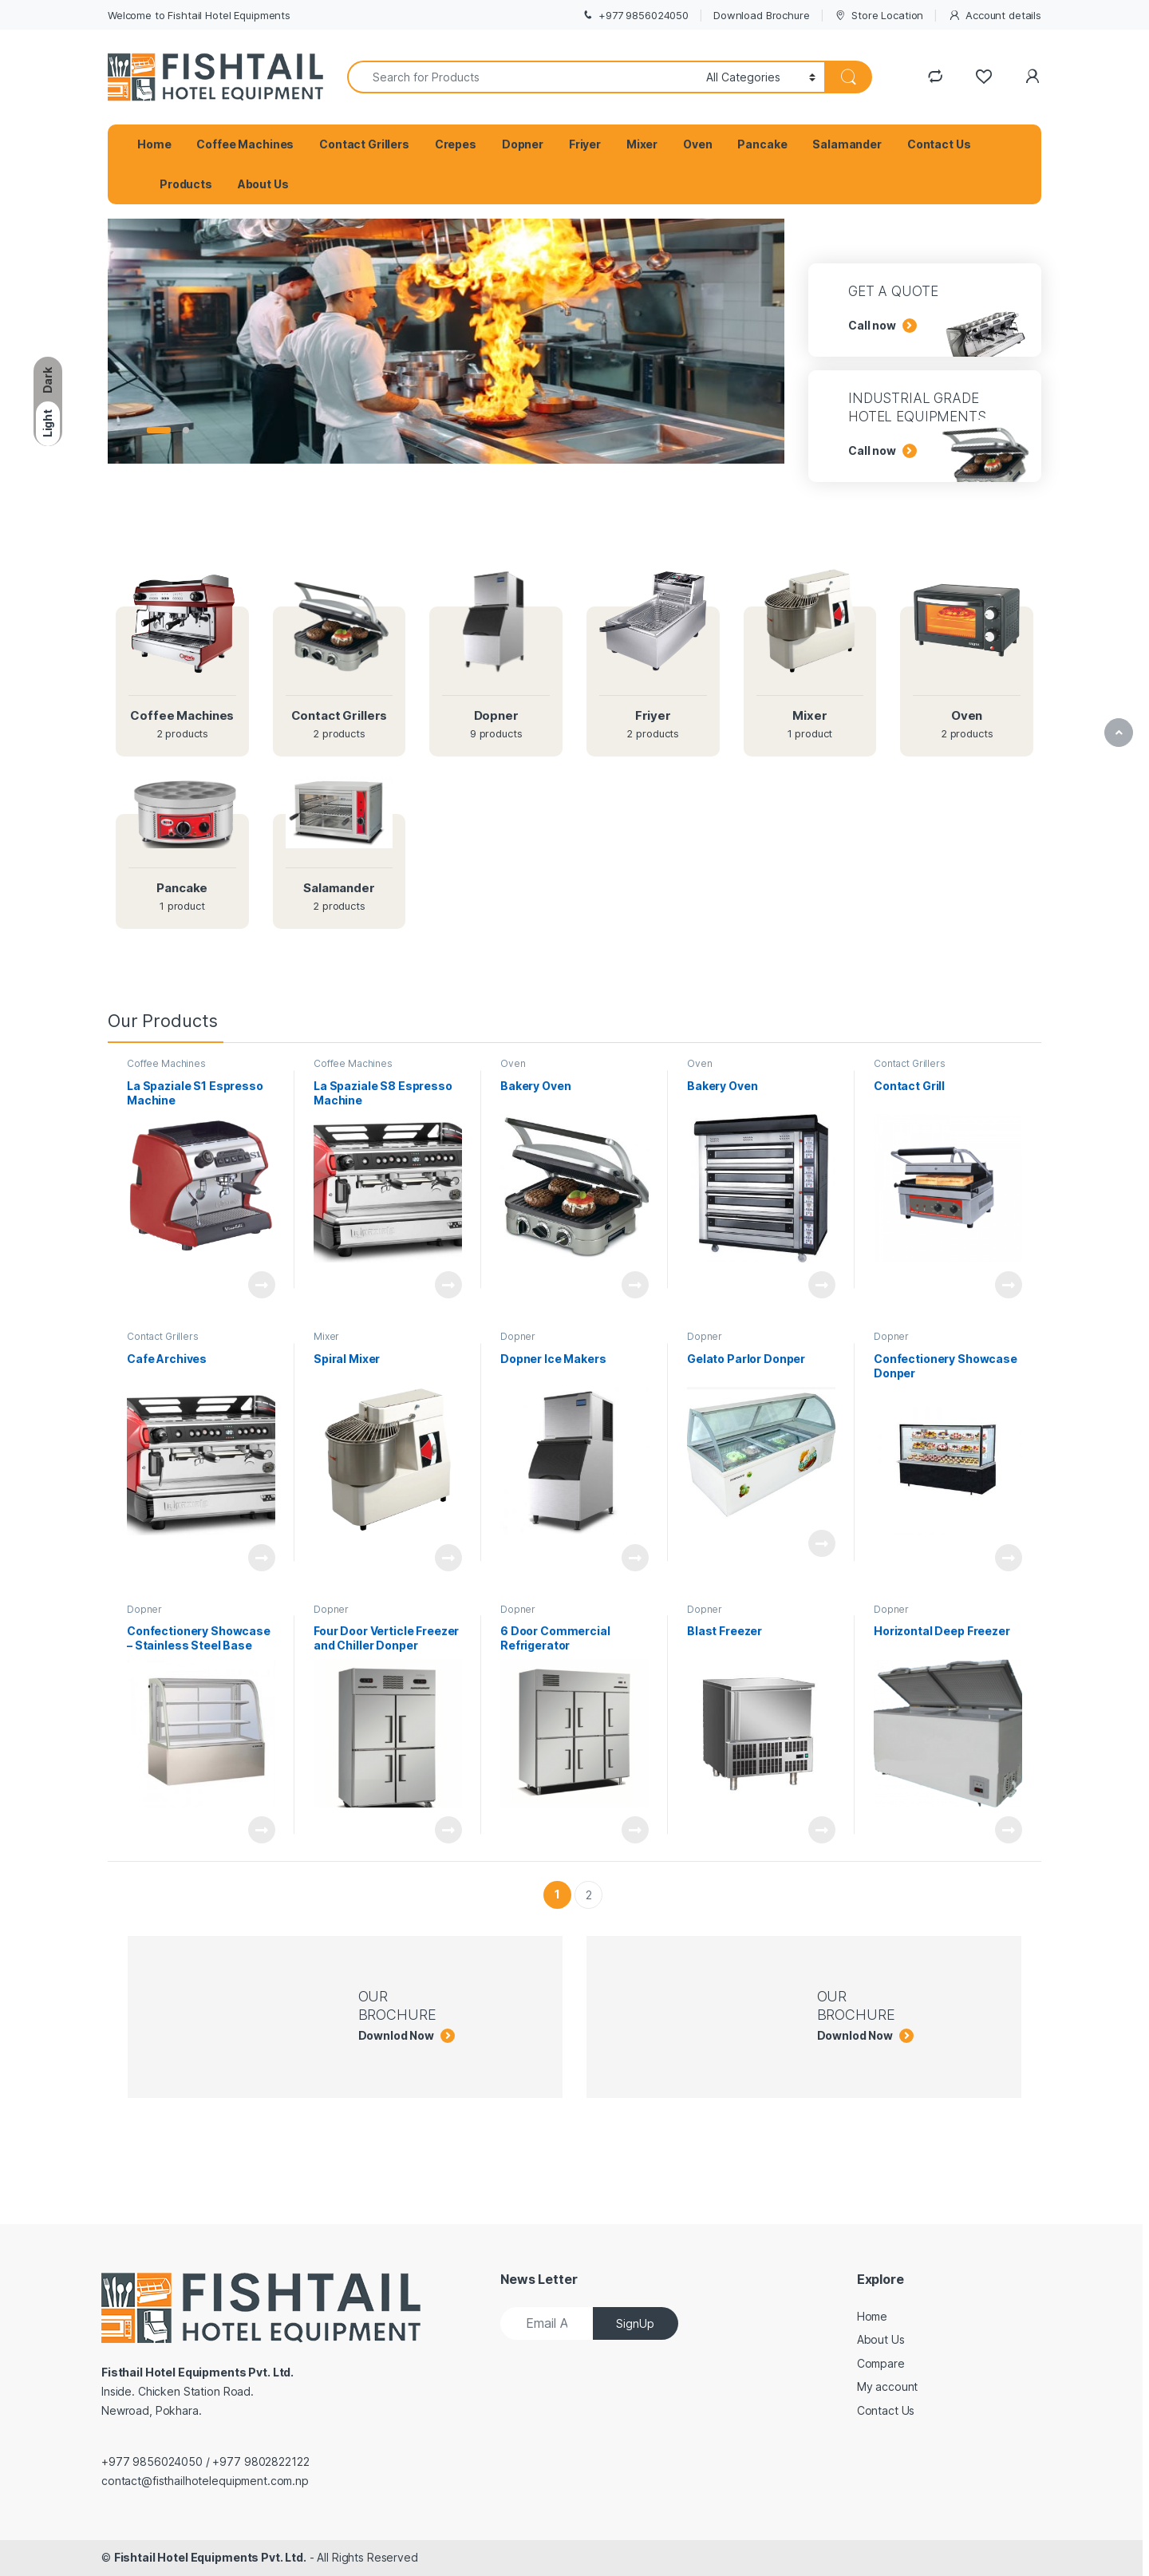 Welcome to Fishtail Hotel Equipments
+977 9856024050
Download Brochure
Store Location
Account details
FISHTAIL
HOTEL EQUIPMENT
Search for Products
All Categories
Home
Coffee Machines
Contact Grillers
Crepes
Dopner
Friyer
Mixer
Oven
Pancake
Salamander
Contact Us
Products
About Us
GET A QUOTE
Call now
INDUSTRIAL GRADE
HOTEL EQUIPMENTS
Call now
Dark
Light
Coffee Machines
2 products
Contact Grillers
2 products
Dopner
9 products
Friyer
2 products
Mixer
1 product
Oven
2 products
Pancake
1 product
Salamander
2 products
Our Products
Coffee Machines
La Spaziale S1 Espresso
Machine
Coffee Machines
La Spaziale S8 Espresso
Machine
Oven
Bakery Oven
Oven
Bakery Oven
Contact Grillers
Contact Grill
Contact Grillers
Cafe Archives
Mixer
Spiral Mixer
Dopner
Dopner Ice Makers
Dopner
Gelato Parlor Donper
Dopner
Confectionery Showcase
Donper
Dopner
Confectionery Showcase
– Stainless Steel Base
Dopner
Four Door Verticle Freezer
and Chiller Donper
Dopner
6 Door Commercial
Refrigerator
Dopner
Blast Freezer
Dopner
Horizontal Deep Freezer
1
2
OUR
BROCHURE
Downlod Now
OUR
BROCHURE
Downlod Now
FISHTAIL
HOTEL EQUIPMENT
Fisthail Hotel Equipments Pvt. Ltd.
Inside. Chicken Station Road.
Newroad, Pokhara.
+977 9856024050 / +977 9802822122
contact@fisthailhotelequipment.com.np
News Letter
Email A
SignUp
Explore
Home
About Us
Compare
My account
Contact Us
© Fishtail Hotel Equipments Pvt. Ltd. - All Rights Reserved